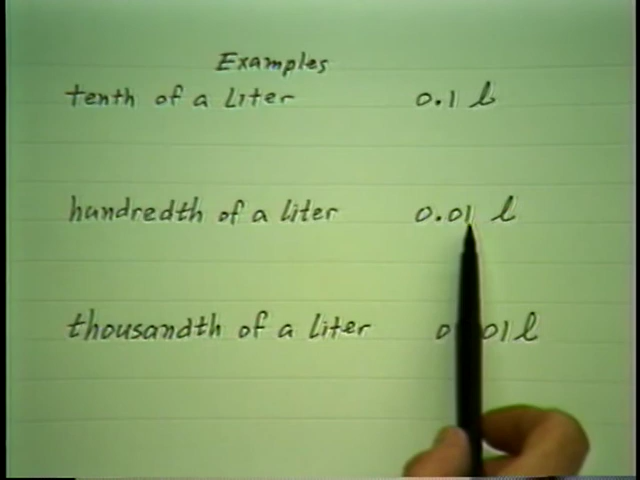 Examples
tenth of a liter 0.1 l
hundredth of a liter 0.01 l
thousandth of a liter